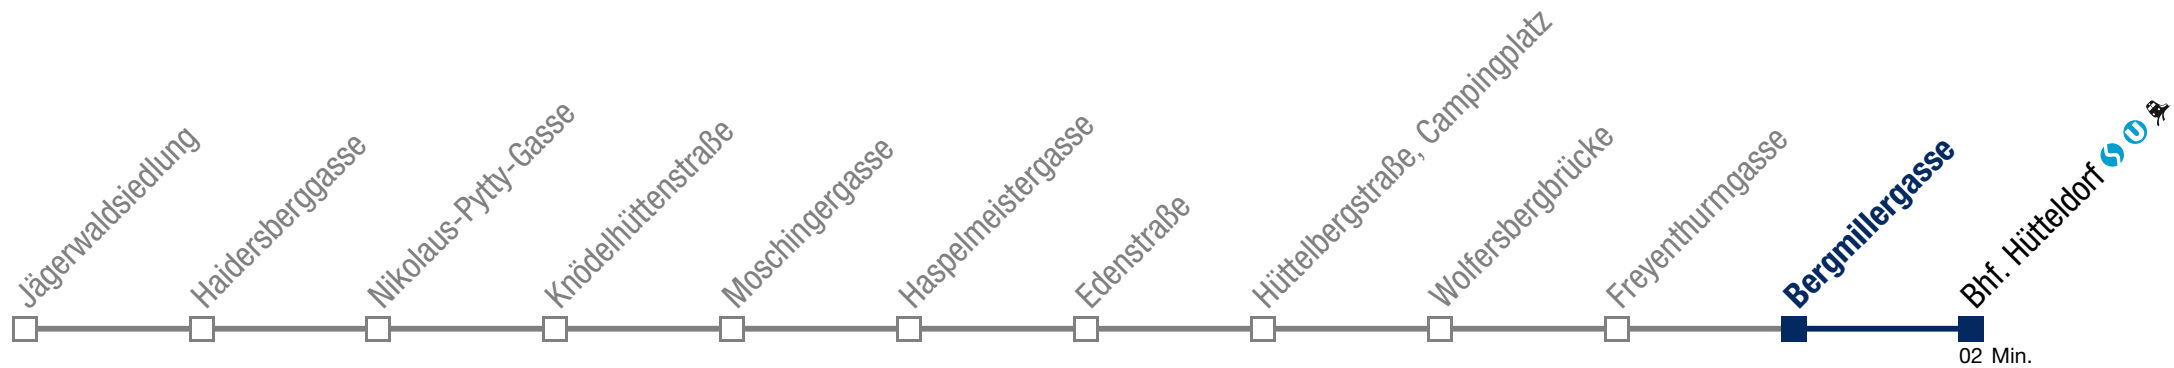 Jägerwaldsiedlung
Haidersberggasse
Nikolaus-Pytty-Gasse
Knödelhüttenstraße
Moschingergasse
Haspelmeistergasse
Edenstraße
Hüttelbergstraße, Campingplatz
Wolfersbergbrücke
Freyenthurmgasse
Bergmillergasse
Bhf. Hütteldorf S U
02 Min.